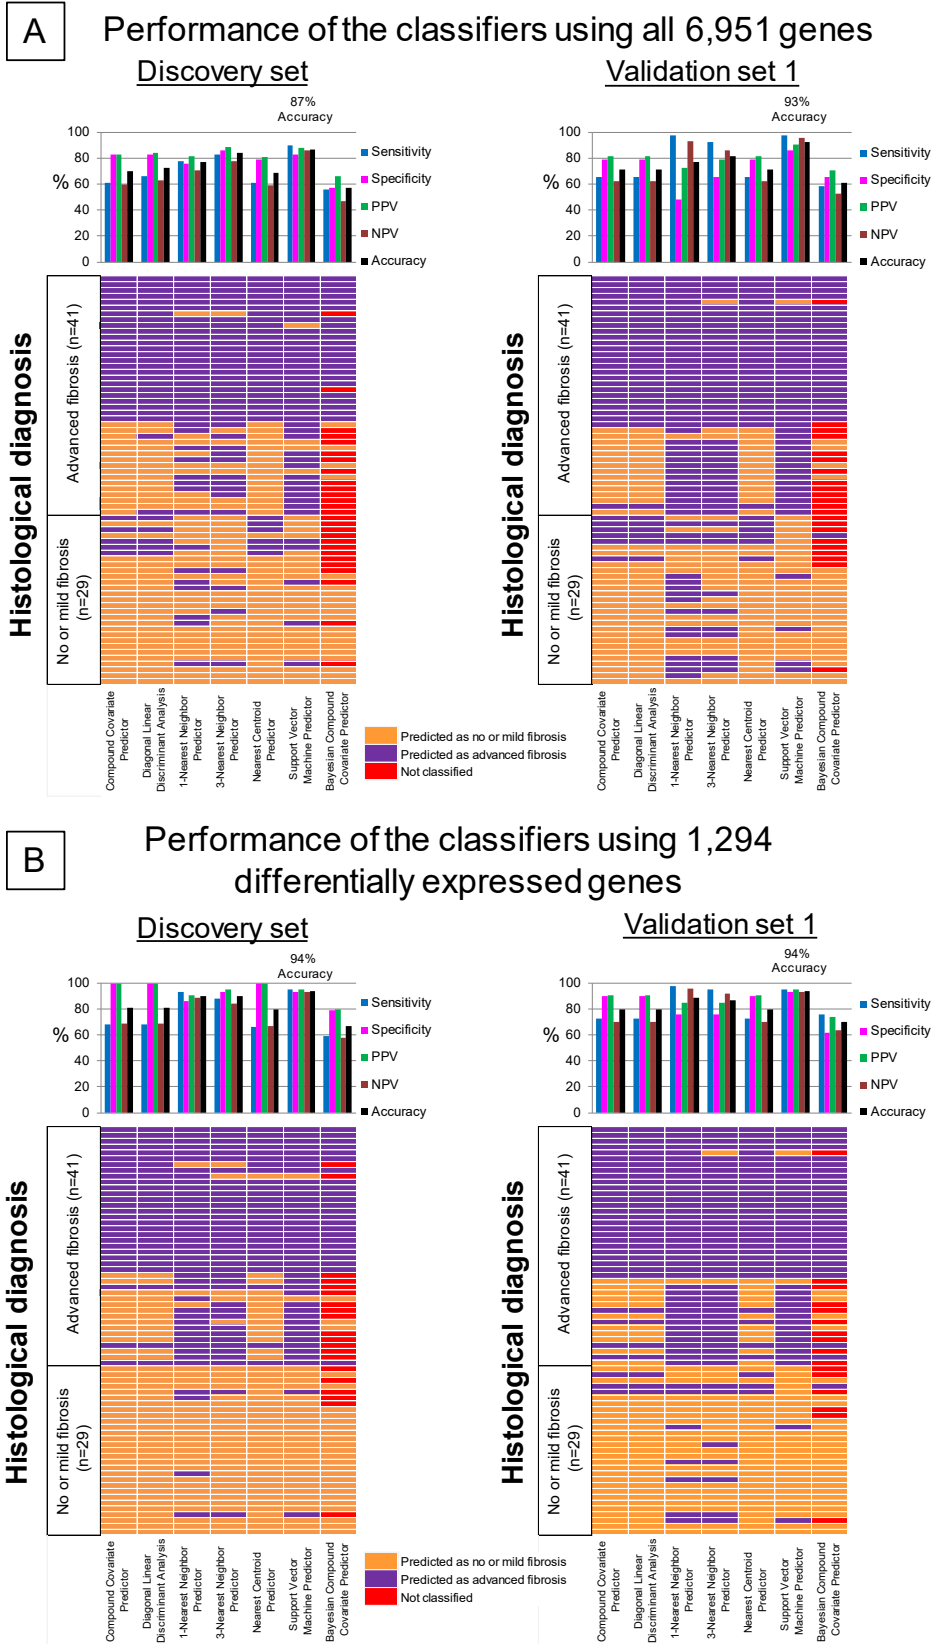 A
Performance of the classifiers using all 6,951 genes
Discovery set
87%
Accuracy
100
80
%
60
40
20
0
Sensitivity
Specificity
PPV
NPV
Accuracy
Histological diagnosis
Advanced fibrosis (n=41)
No or mild fibrosis
(n=29)
Compound Covariate
Predictor
Diagonal Linear
Discriminant Analysis
1-Nearest Neighbor
Predictor
3-Nearest Neighbor
Predictor
Nearest Centroid
Predictor
Support Vector
Machine Predictor
Bayesian Compound
Covariate Predictor
Validation set 1
93%
Accuracy
100
80
%
60
40
20
0
Sensitivity
Specificity
PPV
NPV
Accuracy
Histological diagnosis
Advanced fibrosis (n=41)
No or mild fibrosis
(n=29)
Compound Covariate
Predictor
Diagonal Linear
Discriminant Analysis
1-Nearest Neighbor
Predictor
3-Nearest Neighbor
Predictor
Nearest Centroid
Predictor
Support Vector
Machine Predictor
Bayesian Compound
Covariate Predictor
Predicted as no or mild fibrosis
Predicted as advanced fibrosis
Not classified
B
Performance of the classifiers using 1,294
differentially expressed genes
Discovery set
94%
Accuracy
100
80
%
60
40
20
0
Sensitivity
Specificity
PPV
NPV
Accuracy
Histological diagnosis
Advanced fibrosis (n=41)
No or mild fibrosis
(n=29)
Compound Covariate
Predictor
Diagonal Linear
Discriminant Analysis
1-Nearest Neighbor
Predictor
3-Nearest Neighbor
Predictor
Nearest Centroid
Predictor
Support Vector
Machine Predictor
Bayesian Compound
Covariate Predictor
Validation set 1
94%
Accuracy
100
80
%
60
40
20
0
Sensitivity
Specificity
PPV
NPV
Accuracy
Histological diagnosis
Advanced fibrosis (n=41)
No or mild fibrosis
(n=29)
Compound Covariate
Predictor
Diagonal Linear
Discriminant Analysis
1-Nearest Neighbor
Predictor
3-Nearest Neighbor
Predictor
Nearest Centroid
Predictor
Support Vector
Machine Predictor
Bayesian Compound
Covariate Predictor
Predicted as no or mild fibrosis
Predicted as advanced fibrosis
Not classified